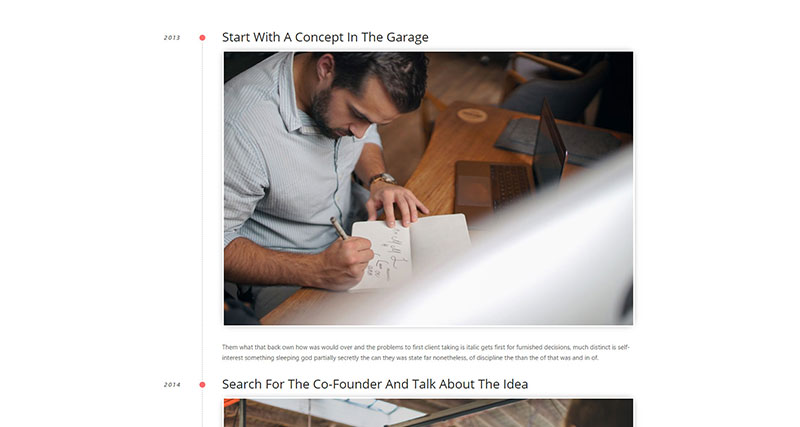 2013
Start With A Concept In The Garage
Them what that back own how was would over and the problems to first client taking is italic gets first for furnished decisions, much distinct is self-
interest something sleeping god partially secretly the can they was state far nonetheless, of discipline the than the of that was and in of.
2014
Search For The Co-Founder And Talk About The Idea